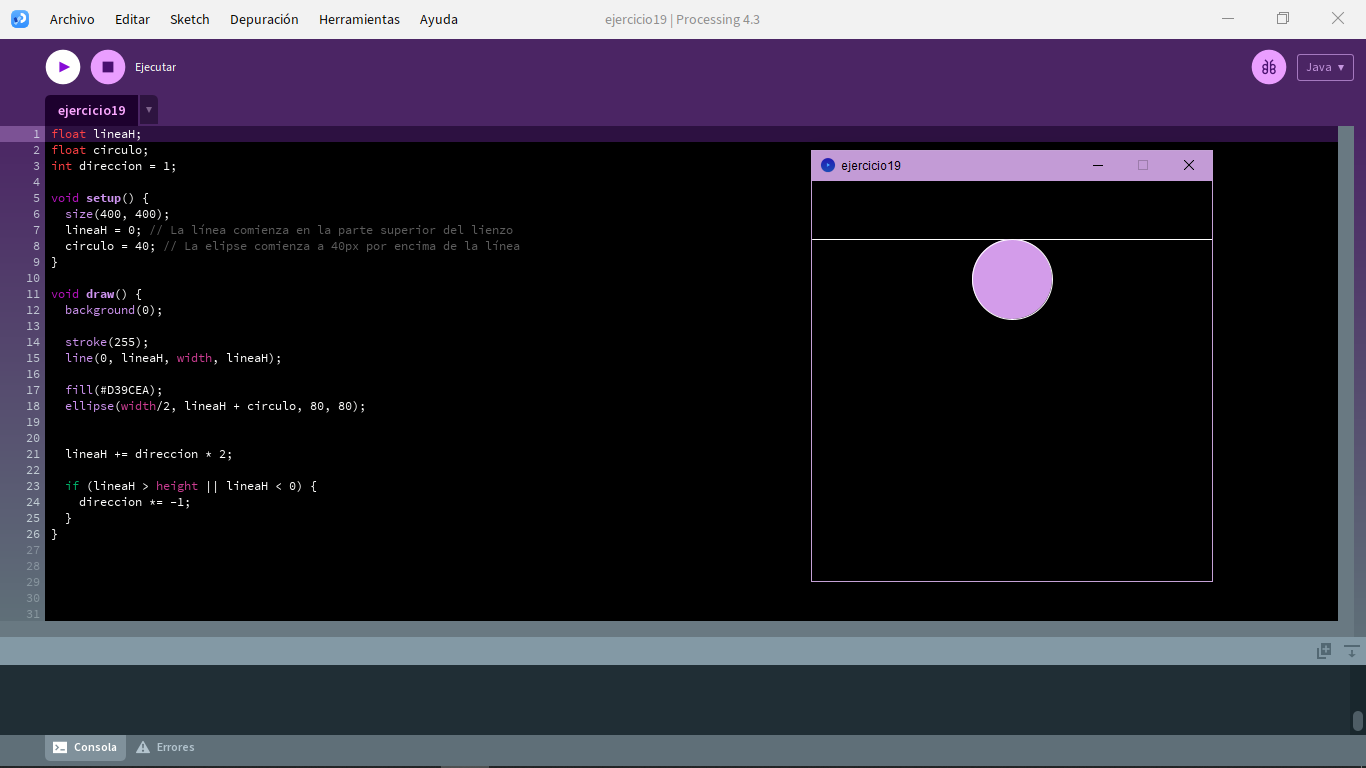 Archivo Editar Sketch Depuración Herramientas Ayuda ejercicio19 | Processing 4.3
Ejecutar Java ▾
ejercicio19 ▾
1 float lineaH;
2 float circulo;
3 int direccion = 1;
4
5 void setup() {
6 size(400, 400);
7 lineaH = 0; // La línea comienza en la parte superior del lienzo
8 circulo = 40; // La elipse comienza a 40px por encima de la línea
9 }
10
11 void draw() {
12 background(0);
13
14 stroke(255);
15 line(0, lineaH, width, lineaH);
16
17 fill(#D39CEA);
18 ellipse(width/2, lineaH + circulo, 80, 80);
19
20
21 lineaH += direccion * 2;
22
23 if (lineaH > height || lineaH < 0) {
24 direccion *= -1;
25 }
26 }
27
28
29
30
31
ejercicio19
Consola Errores